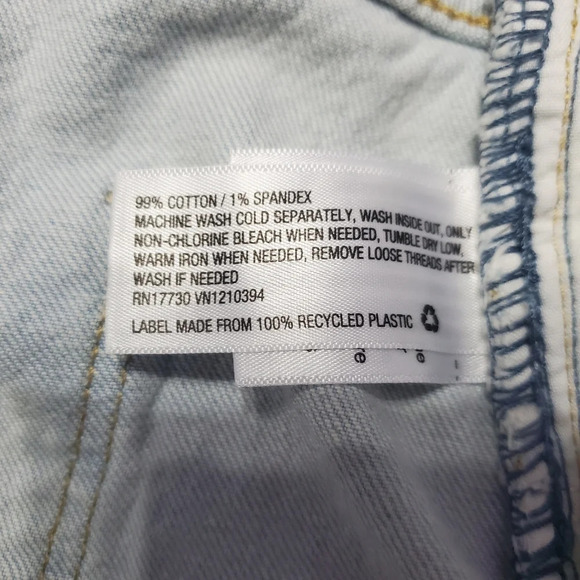 99% COTTON / 1% SPANDEX
MACHINE WASH COLD SEPARATELY, WASH INSIDE OUT, ONLY
NON-CHLORINE BLEACH WHEN NEEDED, TUMBLE DRY LOW,
WARM IRON WHEN NEEDED, REMOVE LOOSE THREADS AFTER
WASH IF NEEDED
RN17730 VN1210394
LABEL MADE FROM 100% RECYCLED PLASTIC